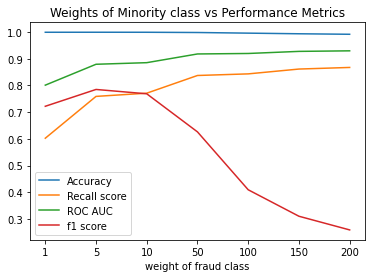 Weights of Minority class vs Performance Metrics
1.0
0.9
0.8
0.7
0.6
0.5
0.4
0.3
Accuracy
Recall score
ROC AUC
f1 score
1 5 10 50 100 150 200
weight of fraud class